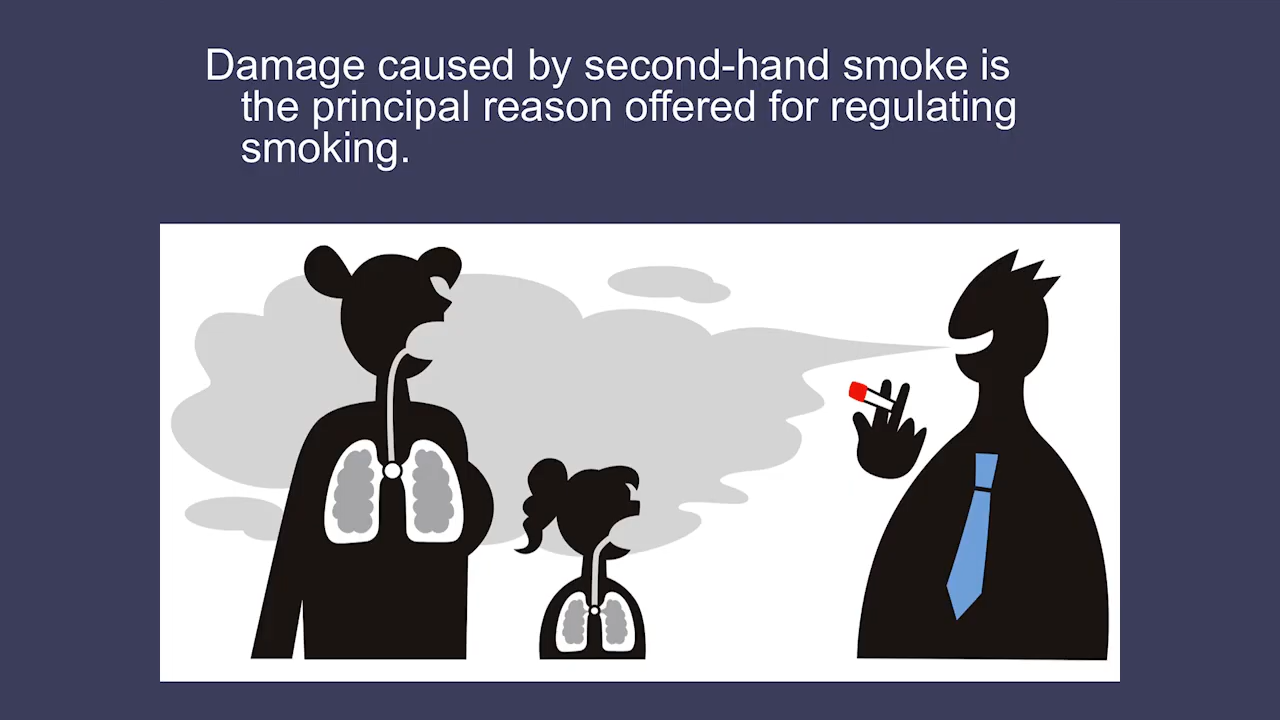 Damage caused by second-hand smoke is
the principal reason offered for regulating
smoking.